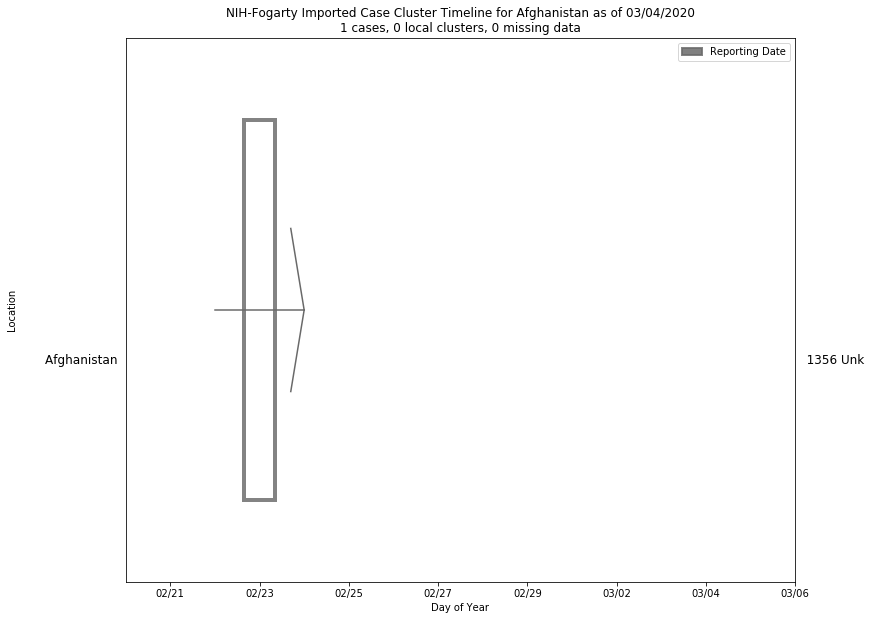 NIH-Fogarty Imported Case Cluster Timeline for Afghanistan as of 03/04/2020
1 cases, 0 local clusters, 0 missing data
Reporting Date
Location
Afghanistan
1356 Unk
02/21 02/23 02/25 02/27 02/29 03/02 03/04 03/06
Day of Year